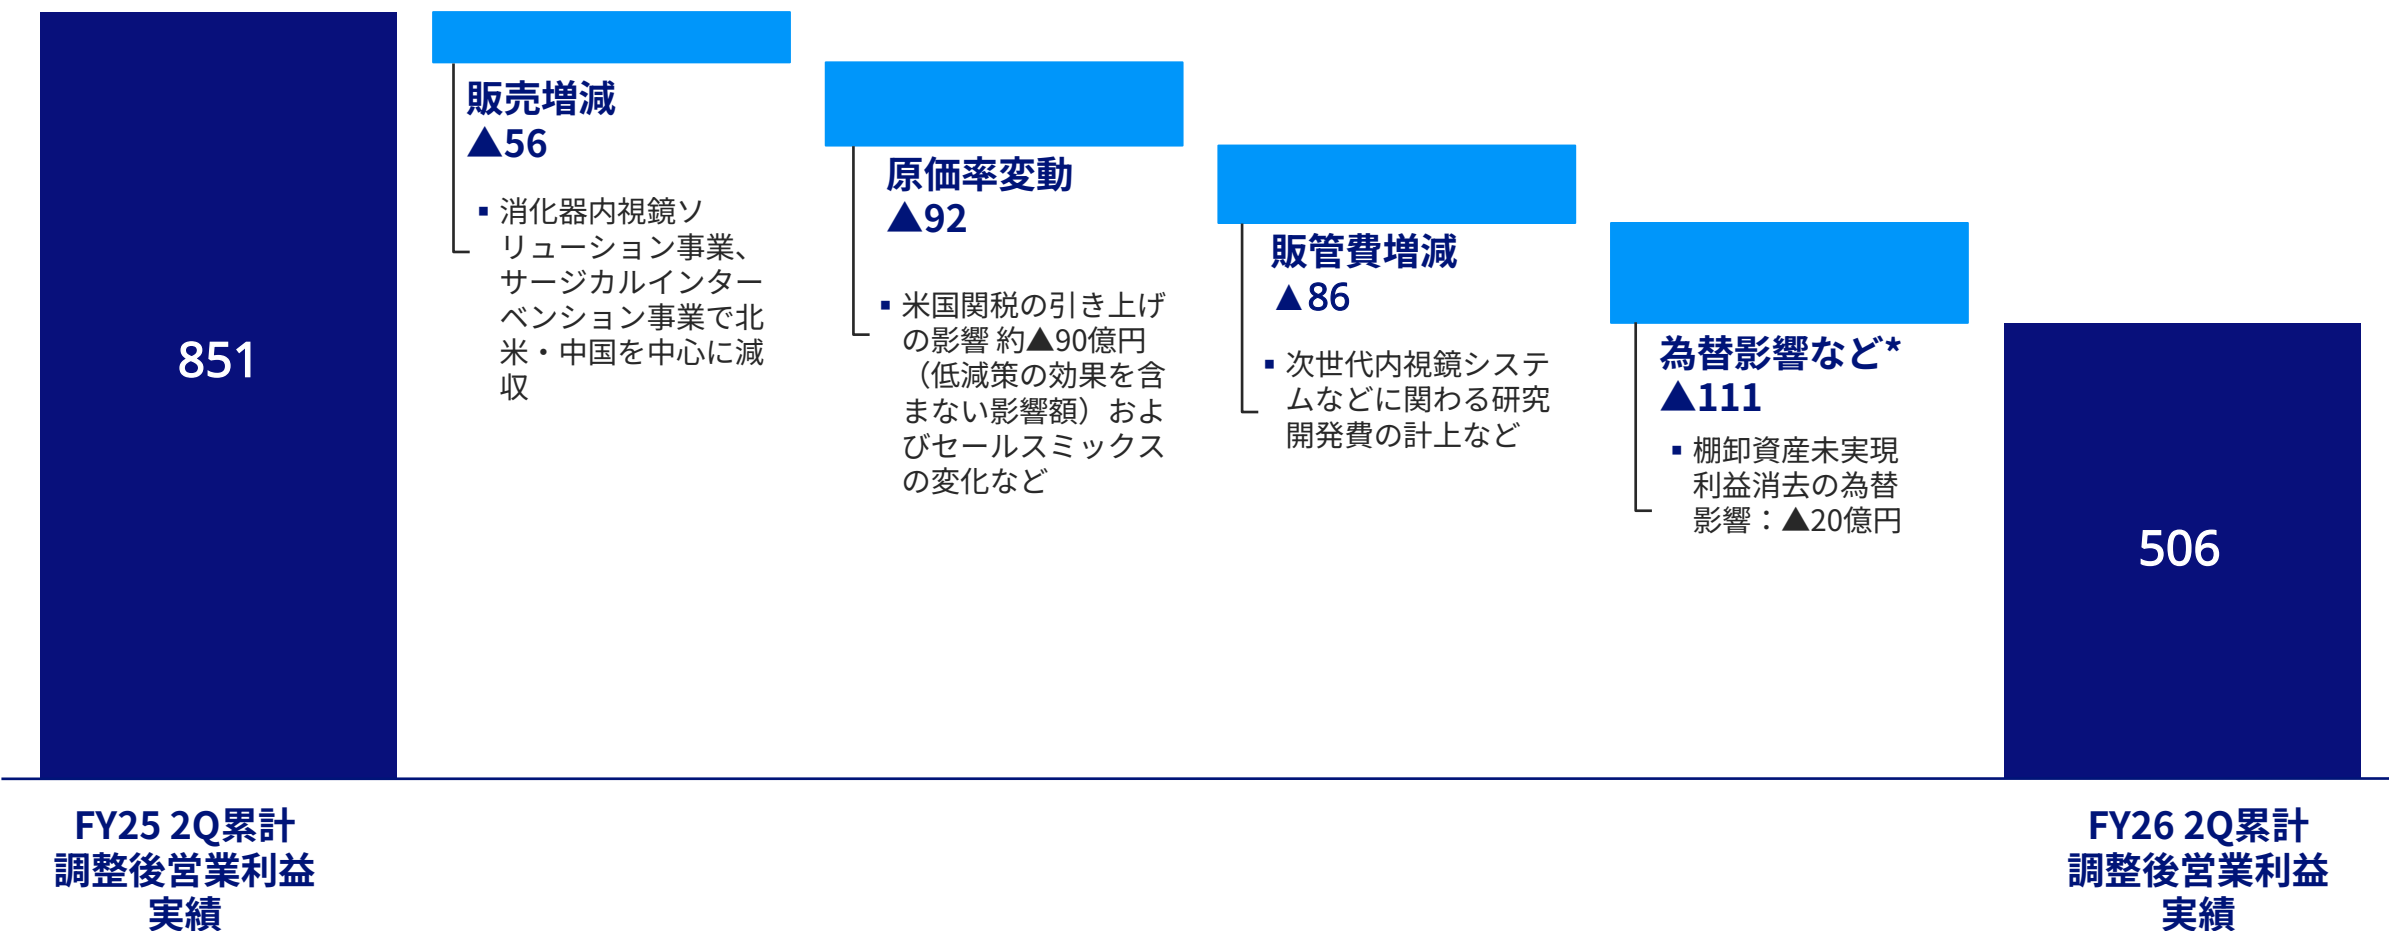 851
販売増減
▲56
▪ 消化器内視鏡ソ
リューション事業、
サージカルインター
ベンション事業で北
米・中国を中心に減
収
原価率変動
▲92
▪ 米国関税の引き上げ
の影響 約▲90億円
（低減策の効果を含
まない影響額）およ
びセールスミックス
の変化など
販管費増減
▲86
▪ 次世代内視鏡システ
ムなどに関わる研究
開発費の計上など
為替影響など*
▲111
▪ 棚卸資産未実現
利益消去の為替
影響：▲20億円
506
FY25 2Q累計
調整後営業利益
実績
FY26 2Q累計
調整後営業利益
実績